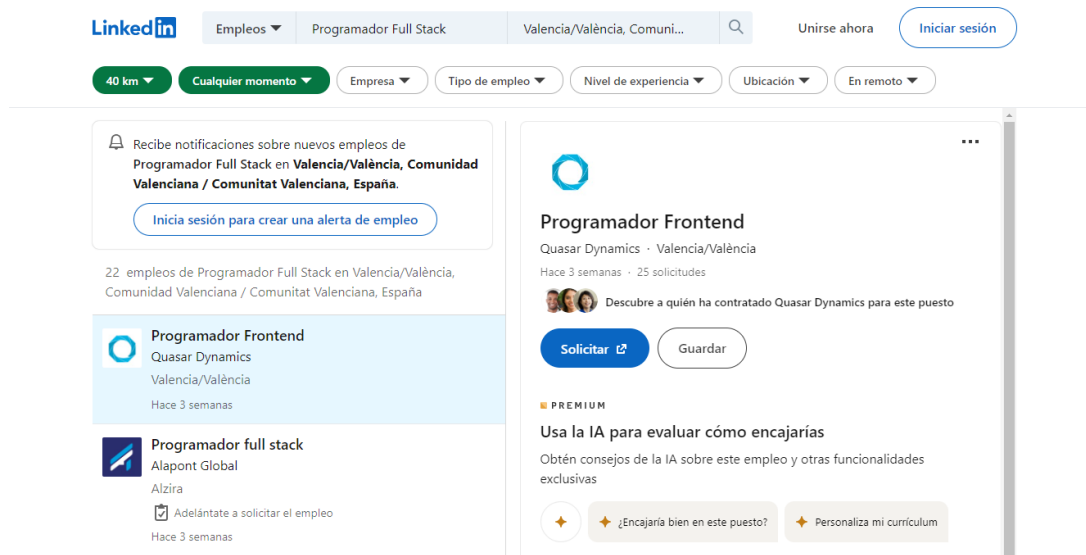 LinkedIn
Empleos
Programador Full Stack
Valencia/València, Comuni...
Unirse ahora
Iniciar sesión
40 km
Cualquier momento
Empresa
Tipo de empleo
Nivel de experiencia
Ubicación
En remoto
Recibe notificaciones sobre nuevos empleos de
Programador Full Stack en Valencia/València, Comunidad
Valenciana / Comunitat Valenciana, España.
Inicia sesión para crear una alerta de empleo
22 empleos de Programador Full Stack en Valencia/València,
Comunidad Valenciana / Comunitat Valenciana, España
Programador Frontend
Quasar Dynamics
Valencia/València
Hace 3 semanas
Programador full stack
Alapont Global
Alzira
Adelántate a solicitar el empleo
Hace 3 semanas
Programador Frontend
Quasar Dynamics · Valencia/València
Hace 3 semanas · 25 solicitudes
Descubre a quién ha contratado Quasar Dynamics para este puesto
Solicitar
Guardar
PREMIUM
Usa la IA para evaluar cómo encajarías
Obtén consejos de la IA sobre este empleo y otras funcionalidades
exclusivas
¿Encajaría bien en este puesto?
Personaliza mi currículum